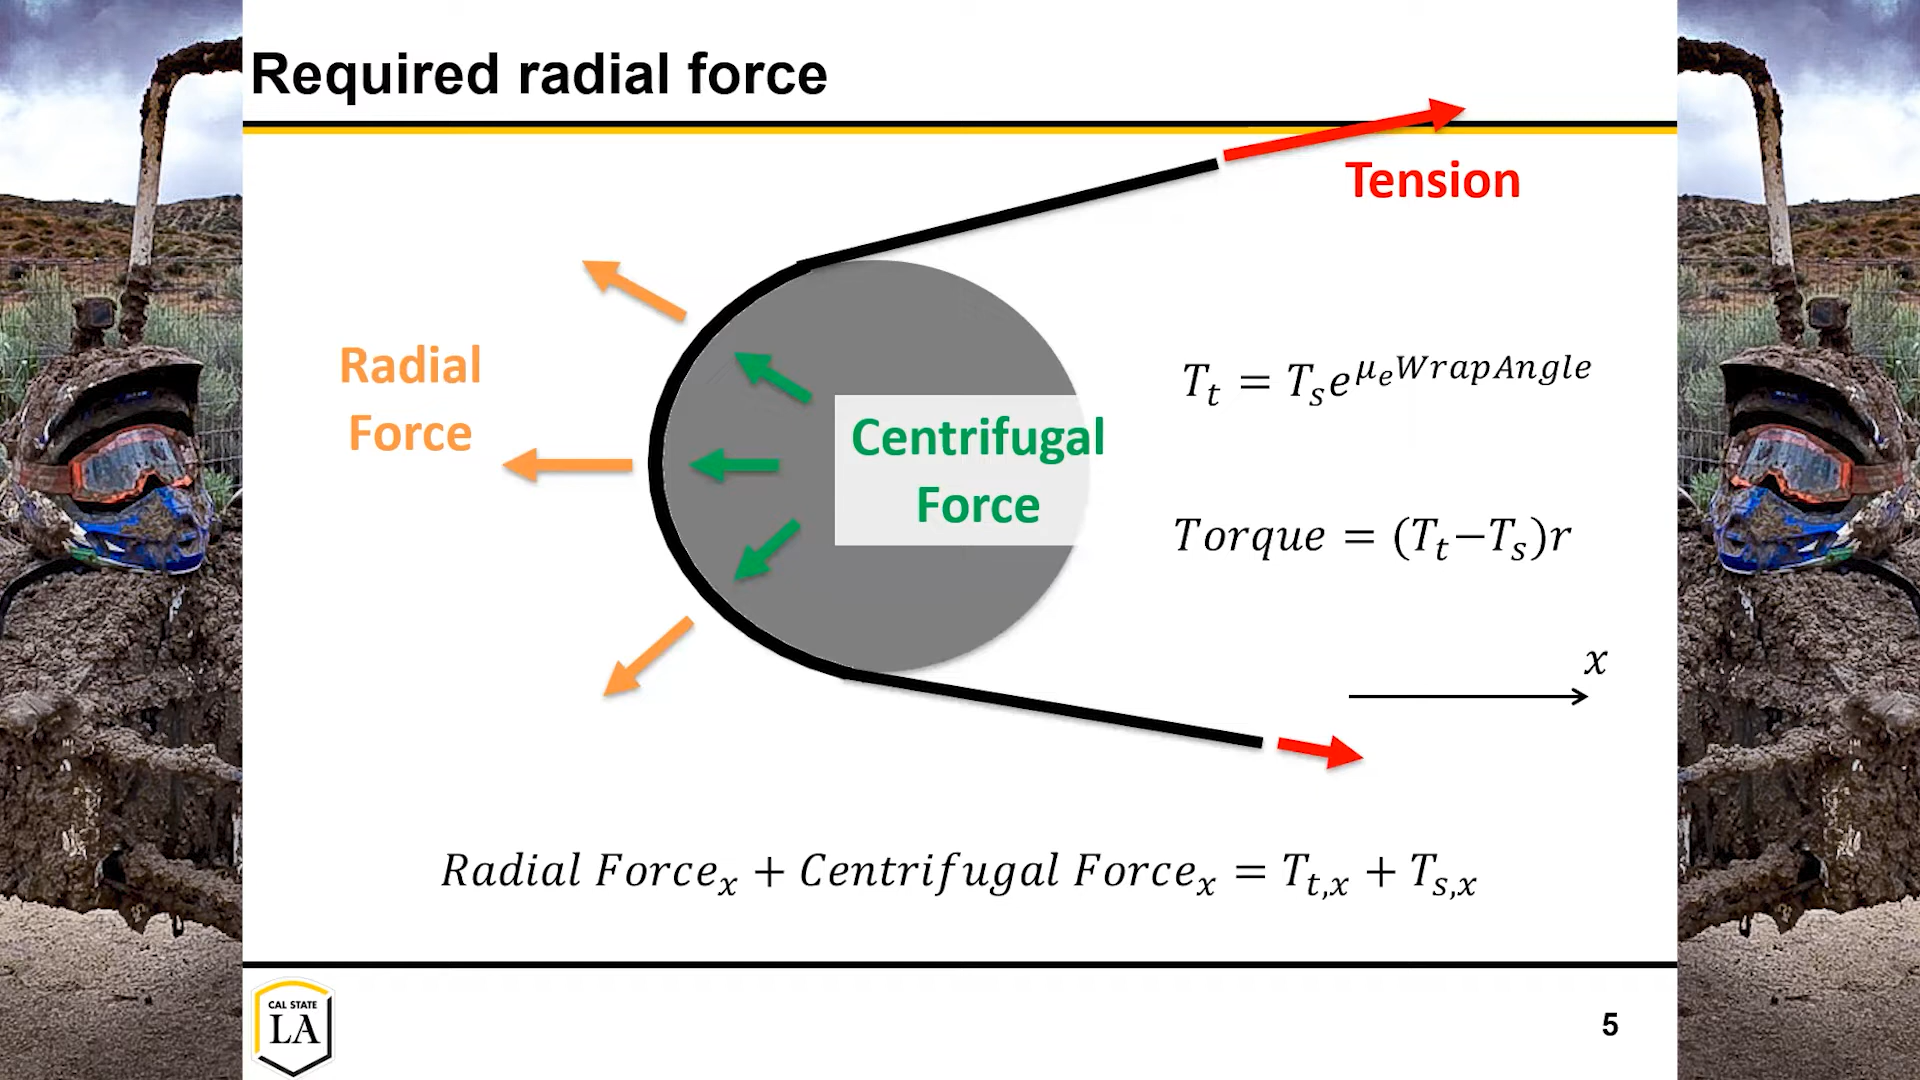 Required radial force
Tension
Radial
Force
Centrifugal
Force
T_t = T_s e^{μ_e WrapAngle}
Torque = (T_t−T_s)r
x
Radial Force_x + Centrifugal Force_x = T_{t,x} + T_{s,x}
CAL STATE
LA
5